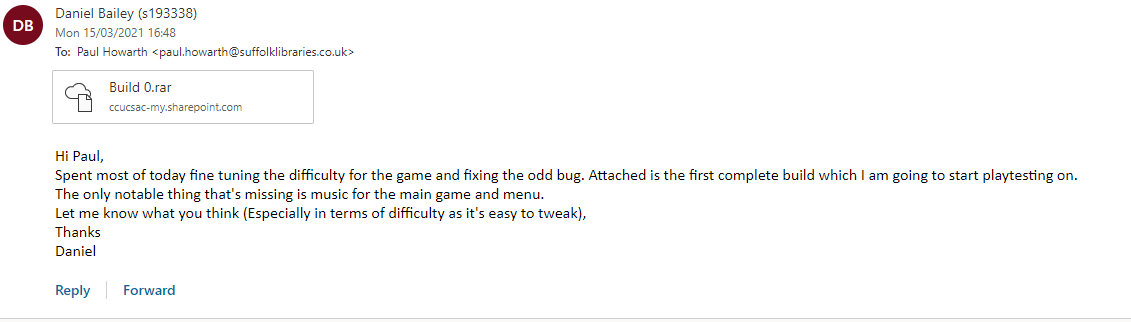 DB
Daniel Bailey (s193338)
Mon 15/03/2021 16:48
To: Paul Howarth <paul.howarth@suffolklibraries.co.uk>
Build 0.rar
ccucsac-my.sharepoint.com
Hi Paul,
Spent most of today fine tuning the difficulty for the game and fixing the odd bug. Attached is the first complete build which I am going to start playtesting on.
The only notable thing that's missing is music for the main game and menu.
Let me know what you think (Especially in terms of difficulty as it's easy to tweak),
Thanks
Daniel
Reply Forward